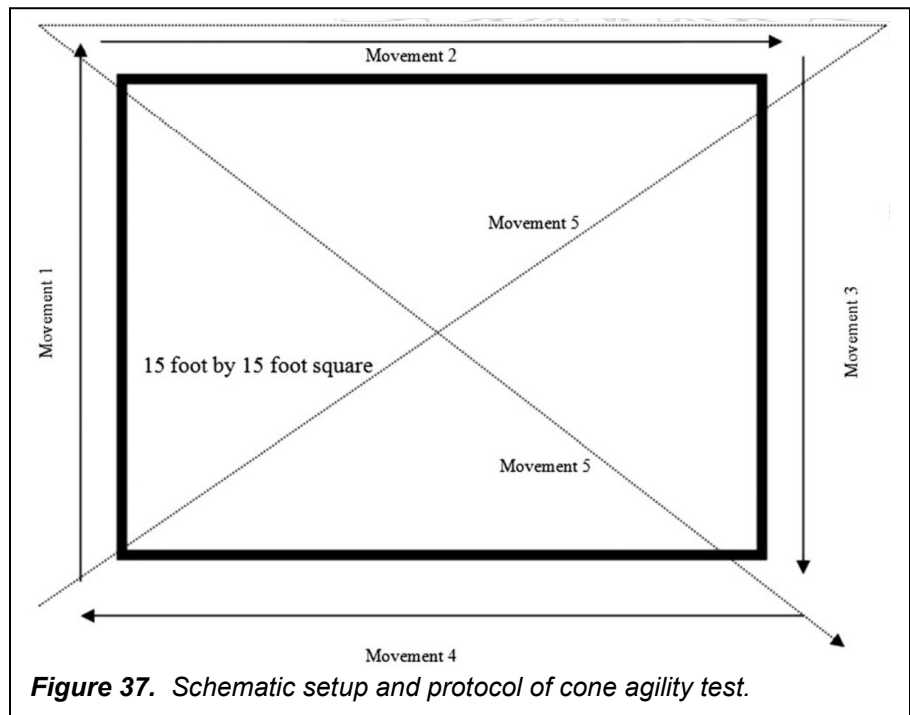 Movement 2
Movement 1
Movement 5
Movement 3
15 foot by 15 foot square
Movement 5
Movement 4
Figure 37. Schematic setup and protocol of cone agility test.